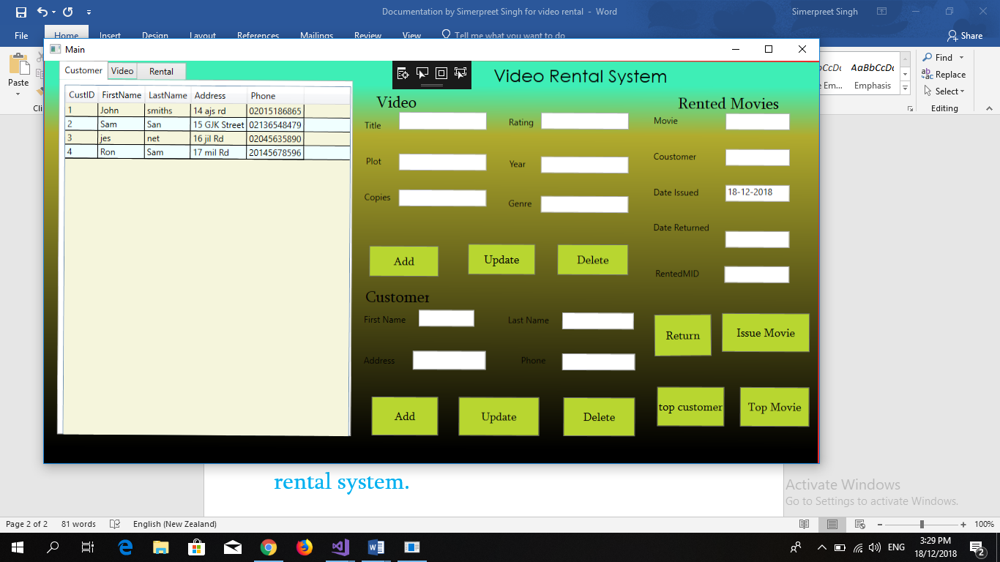 Documentation by Simerpreet Singh for video rental - Word
Simerpreet Singh
File Home Insert Design Layout References Mailings Review View Tell me what you want to do
Share
Paste
Main
Customer Video Rental
Video Rental System
CustID FirstName LastName Address Phone
1 John smiths 14 ajs rd 02015186865
2 Sam San 15 GJK Street 02136548479
3 jes net 16 jil Rd 02045635890
4 Ron Sam 17 mil Rd 20145678596
Video
Title
Rating
Plot
Year
Copies
Genre
Add Update Delete
Customer
First Name
Last Name
Address
Phone
Add Update Delete
Rented Movies
Movie
Coustomer
Date Issued 18-12-2018
Date Returned
RentedMID
Return Issue Movie
top customer Top Movie
AaBbCcDc
Emphasis
Find
Replace
Select
Editing
rental system.
Activate Windows
Go to Settings to activate Windows.
Page 2 of 2 81 words English (New Zealand)
100%
ENG
3:29 PM
18/12/2018
2